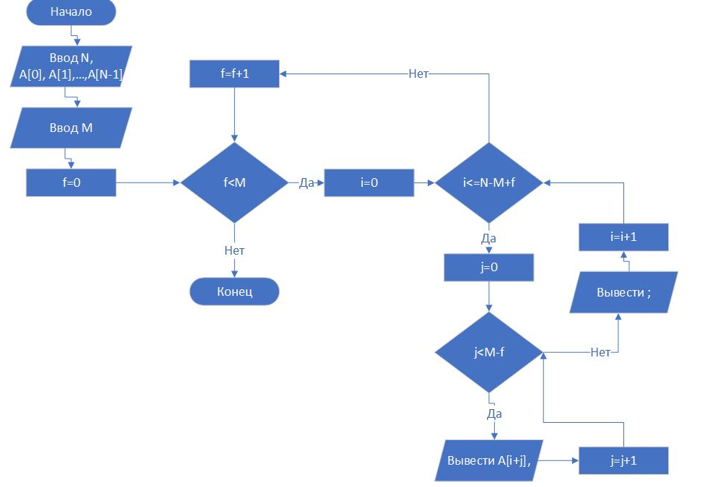 Начало
Ввод N,
A[0], A[1],...,A[N-1]
Ввод M
f=0
f=f+1
f<M
Да
Нет
Конец
i=0
i<=N-M+f
Нет
Да
j=0
j<M-f
Да
Нет
Вывести A[i+j],
j=j+1
Вывести ;
i=i+1